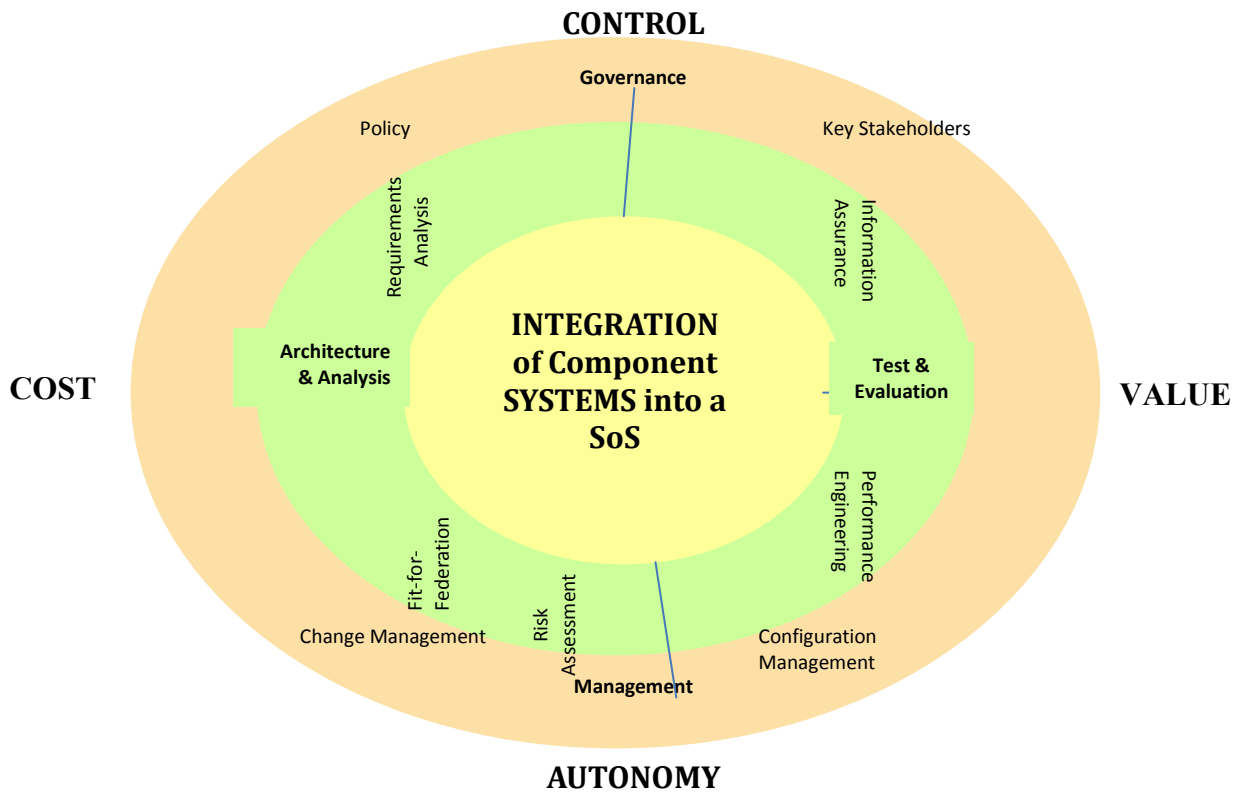 CONTROL
Governance
Policy
Key Stakeholders
Requirements
Analysis
Information
Assurance
INTEGRATION
of Component
SYSTEMS into a
SoS
Architecture
& Analysis
Test &
Evaluation
COST
VALUE
Performance
Engineering
Fit-for-
Federation
Risk
Assessment
Change Management
Configuration
Management
Management
AUTONOMY